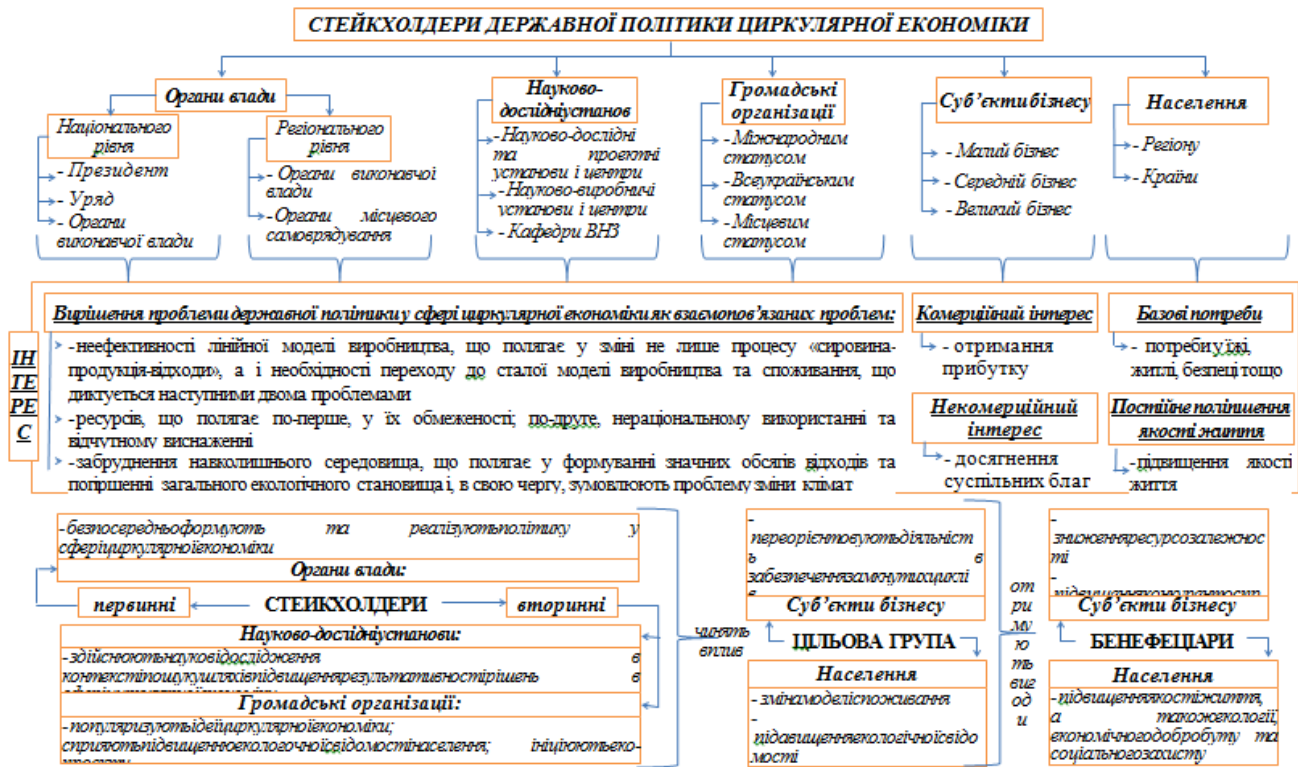 СТЕЙКХОЛДЕРИ ДЕРЖАВНОЇ ПОЛІТИКИ ЦИРКУЛЯРНОЇ ЕКОНОМІКИ
Органи влади
Національного
рівня
- Президент
- Уряд
- Органи
виконавчої влади
Регіонального
рівня
- Органи виконавчої
влади
-Органи місцевого
самоврядування
Науково-
дослідніустанов
- Науково-дослідні
та проектні
установи і центри
-Науково-виробничі
установи і центри
- Кафедри ВНЗ
Громадські
організації
-Міжнародним
статусом
-Всеукраїнським
статусом
-Місцевим
статусом
Суб’єкти бізнесу
- Малий бізнес
- Середній бізнес
- Великий бізнес
Населення
- Регіону
- Країни
ІН
ТЕ
РЕ
С
Вирішення проблеми державної політики у сфері циркулярної економіки як взаємопов’язаних проблем:
-неефективності лінійної моделі виробництва, що полягає у зміні не лише процесу «сировина-
продукція-відходи», а і необхідності переходу до сталої моделі виробництва та споживання, що
диктується наступними двома проблемами
-ресурсів, що полягає по-перше, у їх обмеженості; по-друге, нераціональному використанні та
відчутному виснаженні
-забруднення навколишнього середовища, що полягає у формуванні значних обсягів відходів та
погіршенні загального екологічного становища і, в свою чергу, зумовлюють проблему зміни клімат
Комерційний інтерес
- отримання
прибутку
Некомерційний
інтерес
- досягнення
суспільних благ
Базові потреби
- потреби у їжі,
житлі, безпеці тощо
Постійне поліпшення
якості життя
-підвищення якості
життя
-безпосередньоформують та реалізуютьполітику у
сферіциркулярноїекономіки
Органи влади:
первинні
СТЕЙКХОЛДЕРИ
вторинні
Науково-дослідніустанови:
-здійснюютьнауковідослідження в
контекстіпошукушляхівпідвищеннярезультативностірішень в
Громадські організації:
-популяризуютьідеїциркулярноїекономіки;
сприяютьпідвищеннюекологочноїсвідомостінаселення; ініціюютьеко-
чинять
вплив
-
переорієнтовуютьдіяльніст
ь в
забезпеченнязамкнутихциклі
в
Суб’єкти бізнесу
ЦІЛЬОВА ГРУПА
Населення
-змінамоделіспоживання
-
підавищенняекологічноїсвідо
мості
от
ри
му
ю
ть
виг
од
и
-
зниженняресурсозалежнос
ті
-
Суб’єкти бізнесу
БЕНЕФЕЦІАРИ
Населення
-підвищенняякостіжиття,
а такожекології,
економічногодобробуту та
соціальногозахисту